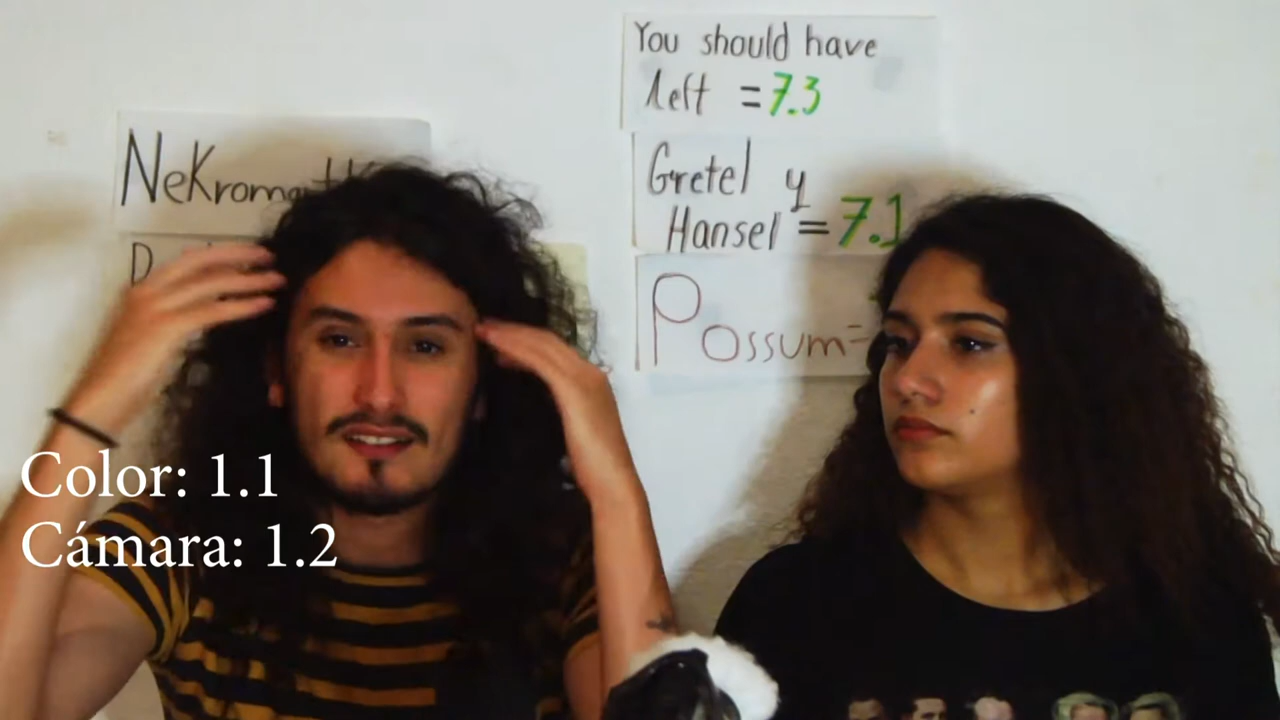 You should have
left = 7.3
Gretel y
Hansel = 7.1
Possum=
Color: 1.1
Cámara: 1.2